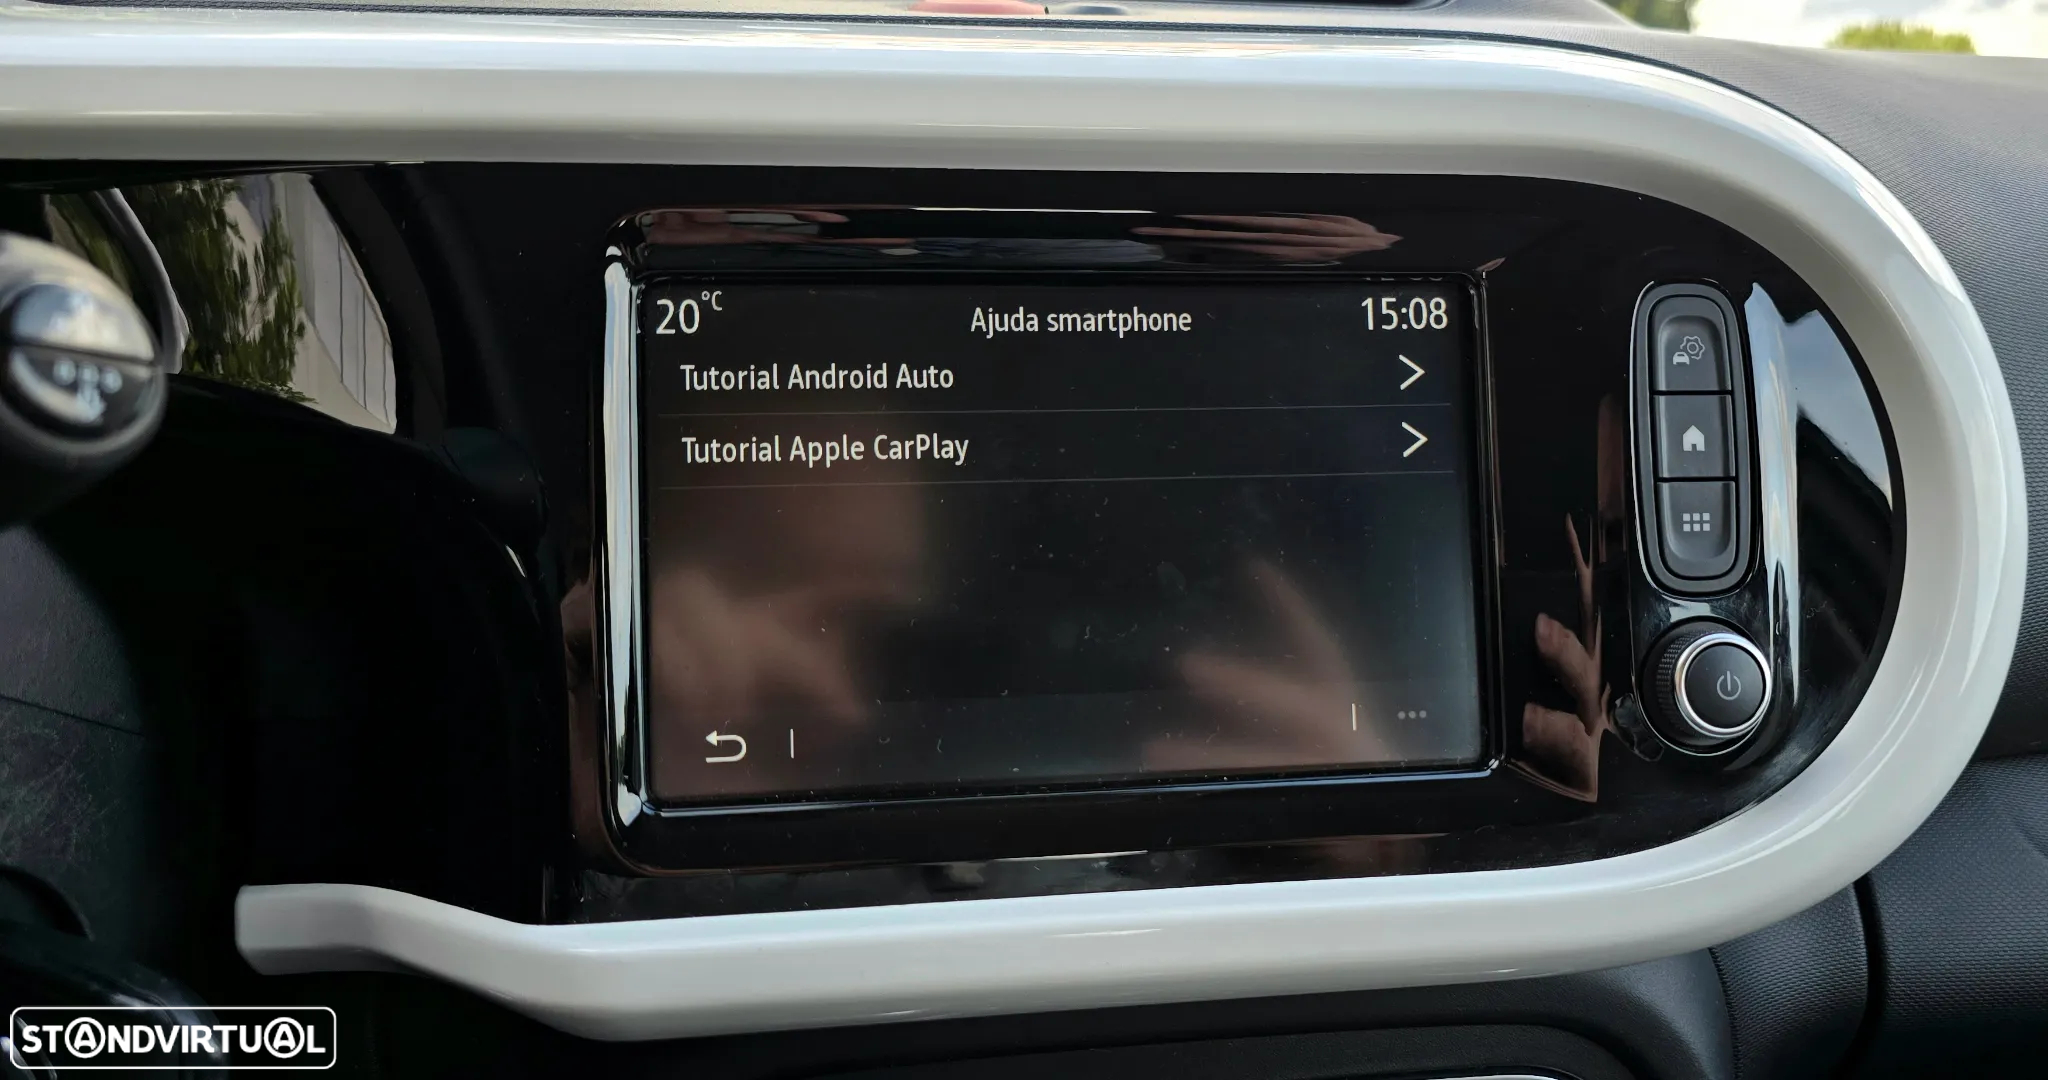 20°C
Ajuda smartphone
15:08
Tutorial Android Auto
Tutorial Apple CarPlay
STANDVIRTUAL